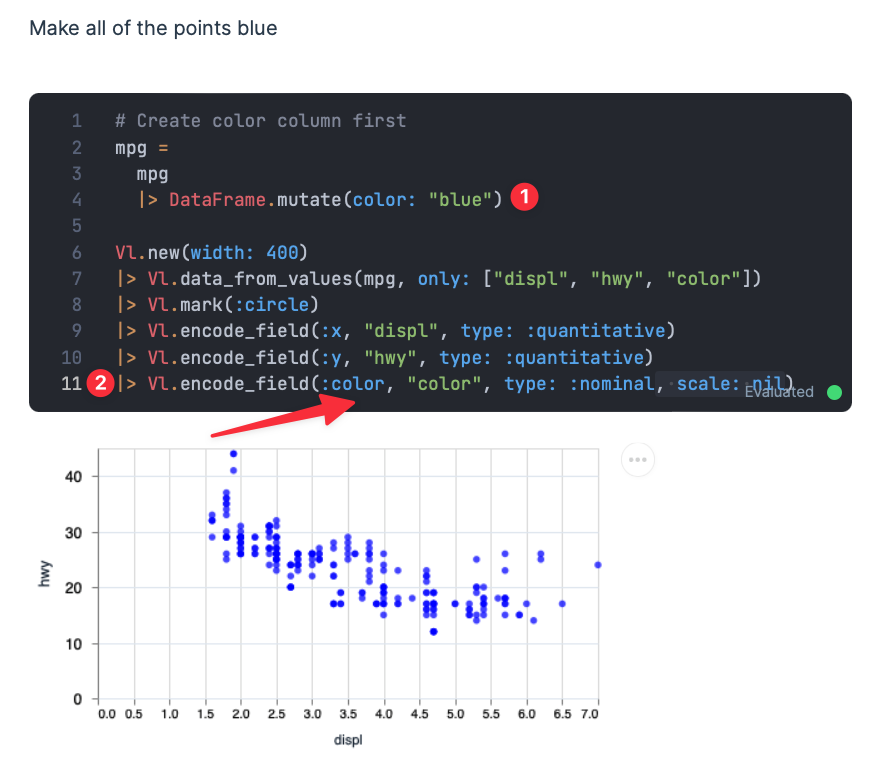 Make all of the points blue
1 # Create color column first
2 mpg =
3 mpg
4 |> DataFrame.mutate(color: "blue") 1
5
6 Vl.new(width: 400)
7 |> Vl.data_from_values(mpg, only: ["displ", "hwy", "color"])
8 |> Vl.mark(:circle)
9 |> Vl.encode_field(:x, "displ", type: :quantitative)
10 |> Vl.encode_field(:y, "hwy", type: :quantitative)
11 2 |> Vl.encode_field(:color, "color", type: :nominal, scale: nil)
Evaluated
40
30
20
10
0
hwy
0.0 0.5 1.0 1.5 2.0 2.5 3.0 3.5 4.0 4.5 5.0 5.5 6.0 6.5 7.0
displ